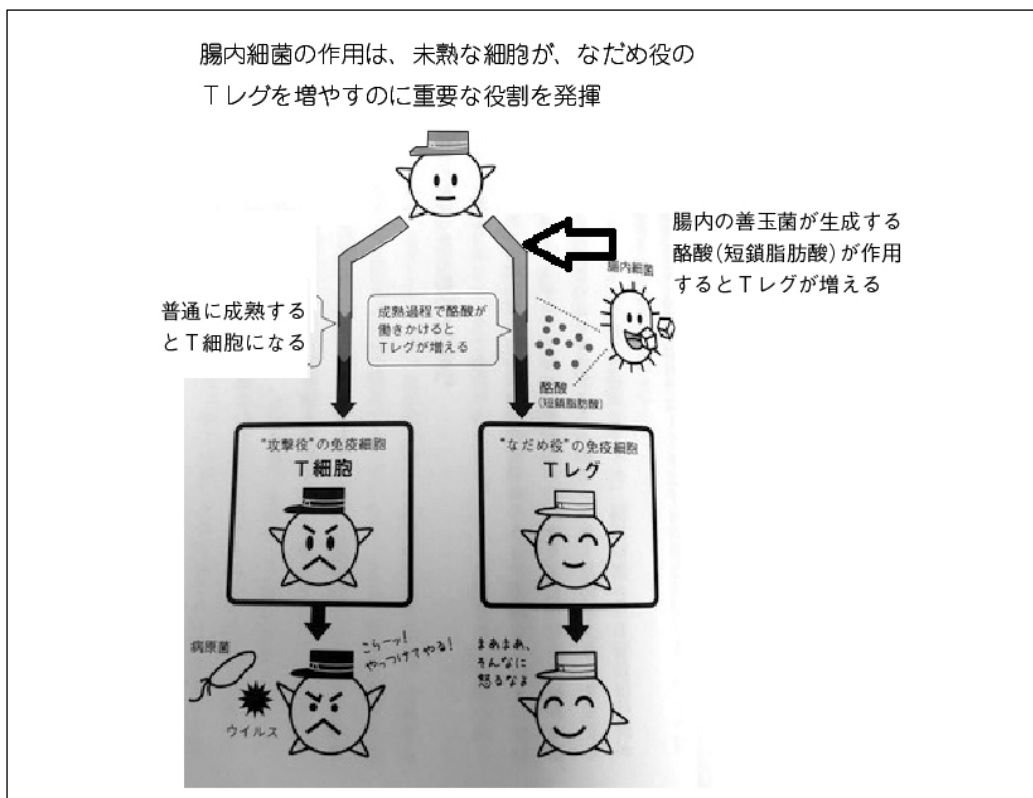 腸内細菌の作用は、未熟な細胞が、なだめ役の
Tレグを増やすのに重要な役割を発揮
腸内の善玉菌が生成する
酪酸(短鎖脂肪酸)が作用
するとTレグが増える
腸内細菌
普通に成熟する
とT細胞になる
成熟過程で酪酸が
働きかけると
Tレグが増える
酪酸
(短鎖脂肪酸)
"攻撃役"の免疫細胞
T細胞
"なだめ役"の免疫細胞
Tレグ
病原菌
ウイルス
こらーッ!
やっつけてやる!
まぁまぁ、
そんなに
怒るなよ